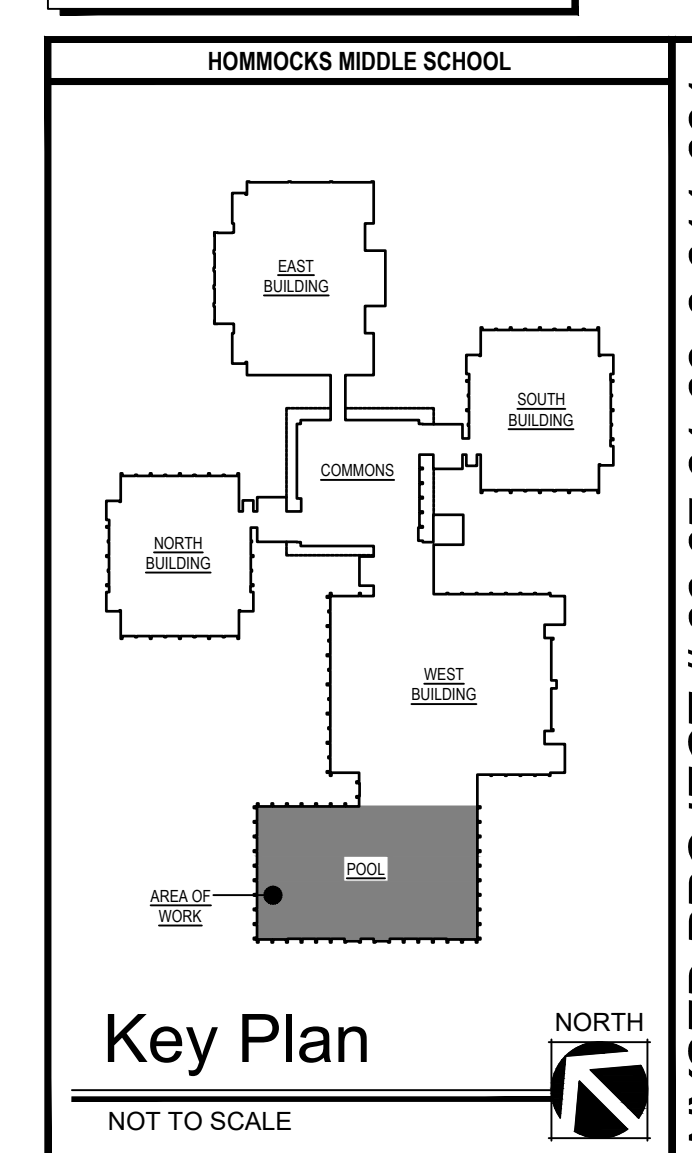 HOMMOCKS MIDDLE SCHOOL
EAST
BUILDING
SOUTH
BUILDING
COMMONS
NORTH
BUILDING
WEST
BUILDING
POOL
AREA OF
WORK
Key Plan
NORTH
NOT TO SCALE